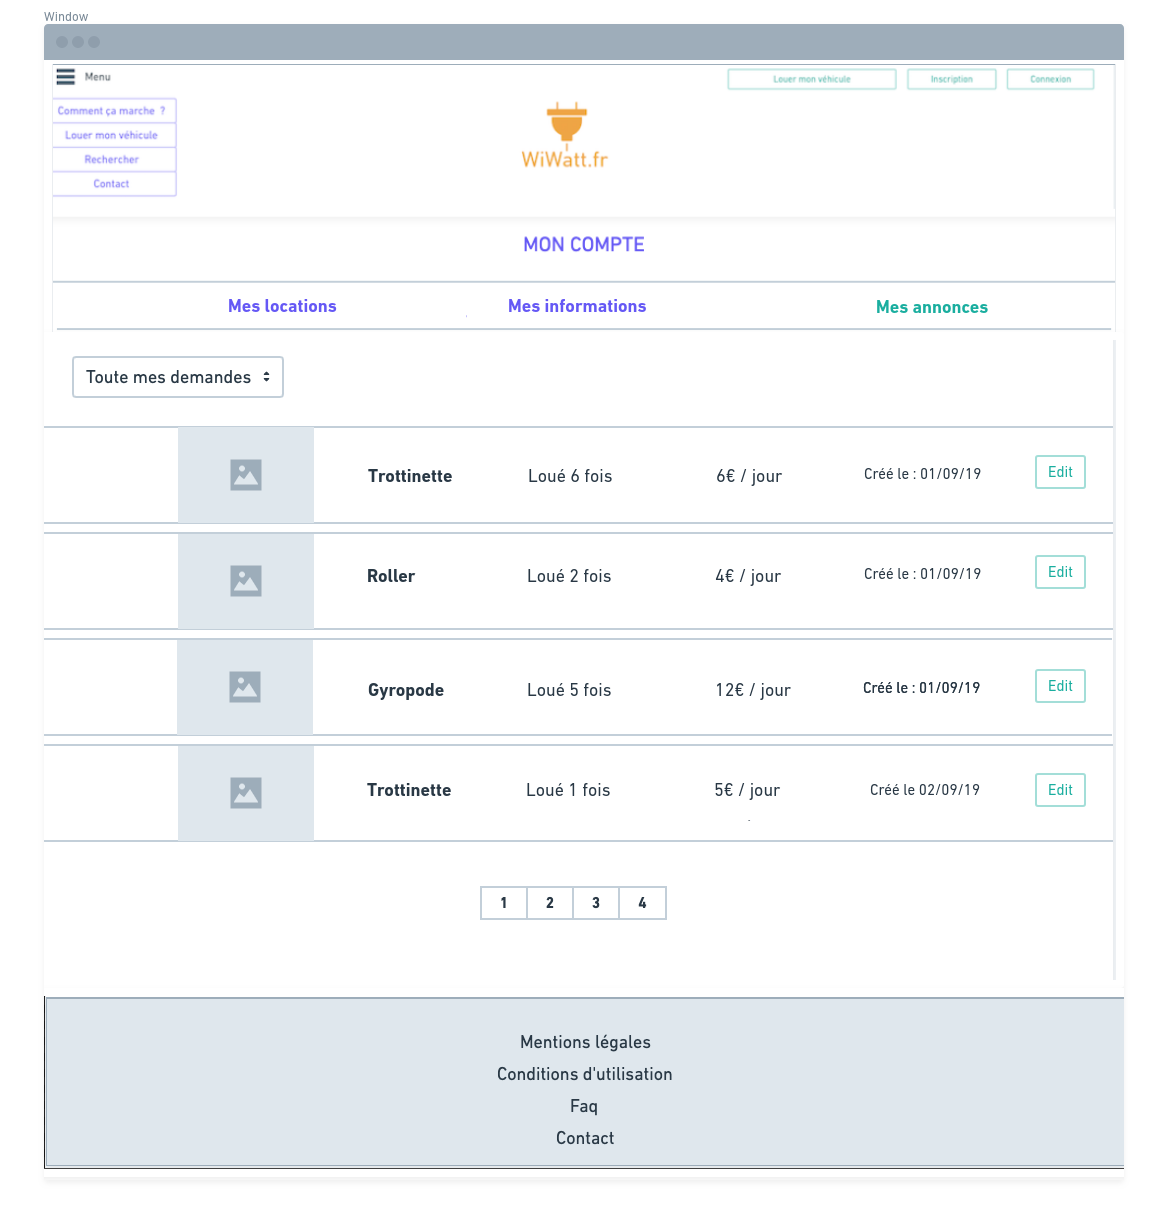 Window
Menu
Louer mon véhicule
Inscription
Connexion
Comment ça marche ?
Louer mon véhicule
Rechercher
Contact
WiWatt.fr
MON COMPTE
Mes locations
Mes informations
Mes annonces
Toute mes demandes
Trottinette Loué 6 fois 6€ / jour Créé le : 01/09/19 Edit
Roller Loué 2 fois 4€ / jour Créé le : 01/09/19 Edit
Gyropode Loué 5 fois 12€ / jour Créé le : 01/09/19 Edit
Trottinette Loué 1 fois 5€ / jour Créé le 02/09/19 Edit
1 2 3 4
Mentions légales
Conditions d'utilisation
Faq
Contact